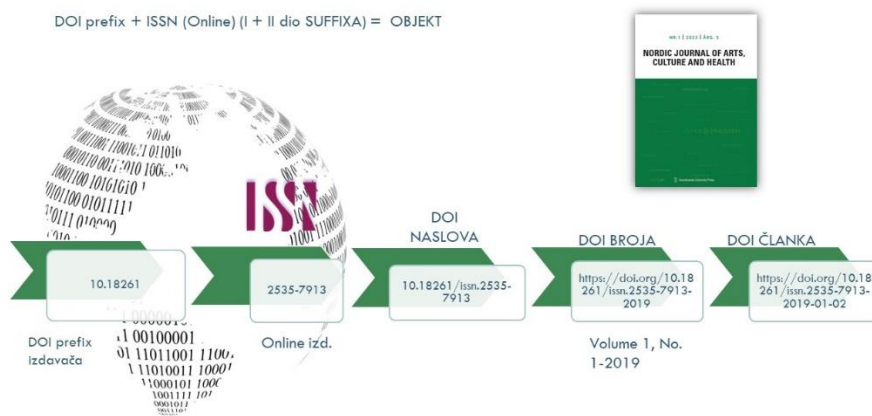 DOI prefix + ISSN (Online) (I + II dio SUFFIXA) = OBJEKT
NORDIC JOURNAL OF ARTS,
CULTURE AND HEALTH
ISSN
DOI
NASLOVA
DOI BROJA
DOI ČLANKA
10.18261
2535-7913
10.18261/issn.2535-
7913
https://doi.org/10.18
261/issn.2535-7913-
2019
https://doi.org/10.18
261/issn.2535-7913-
2019-01-02
DOI prefix
izdavača
Online izd.
Volume 1, No.
1-2019